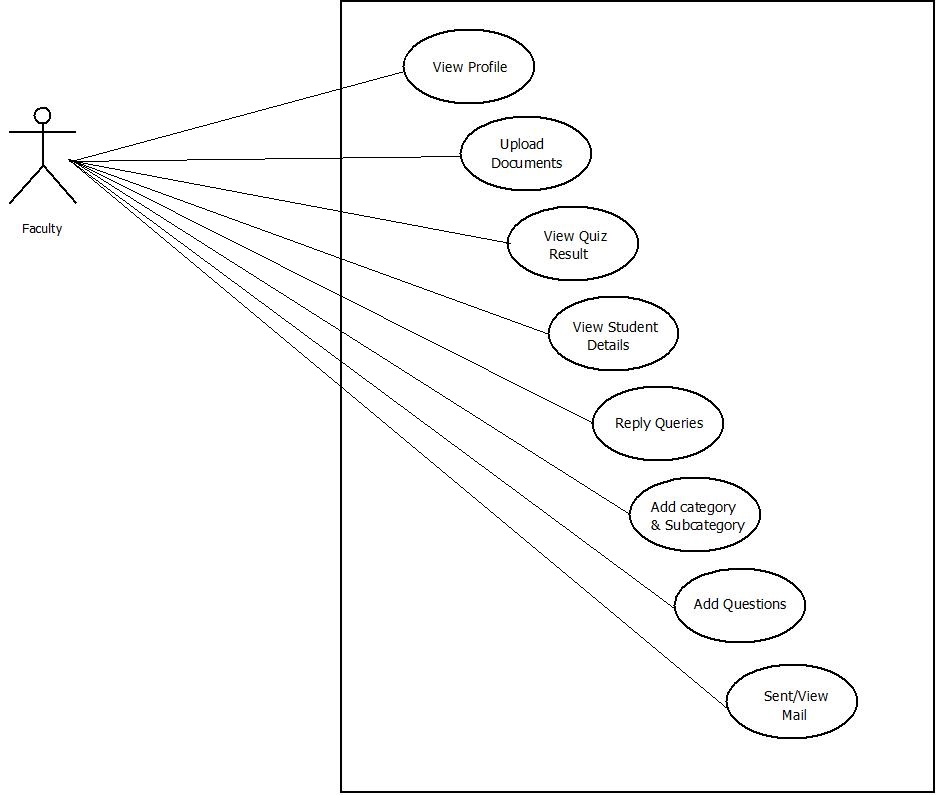 View Profile
Upload
Documents
Faculty
View Quiz
Result
View Student
Details
Reply Queries
Add category
& Subcategory
Add Questions
Sent/View
Mail